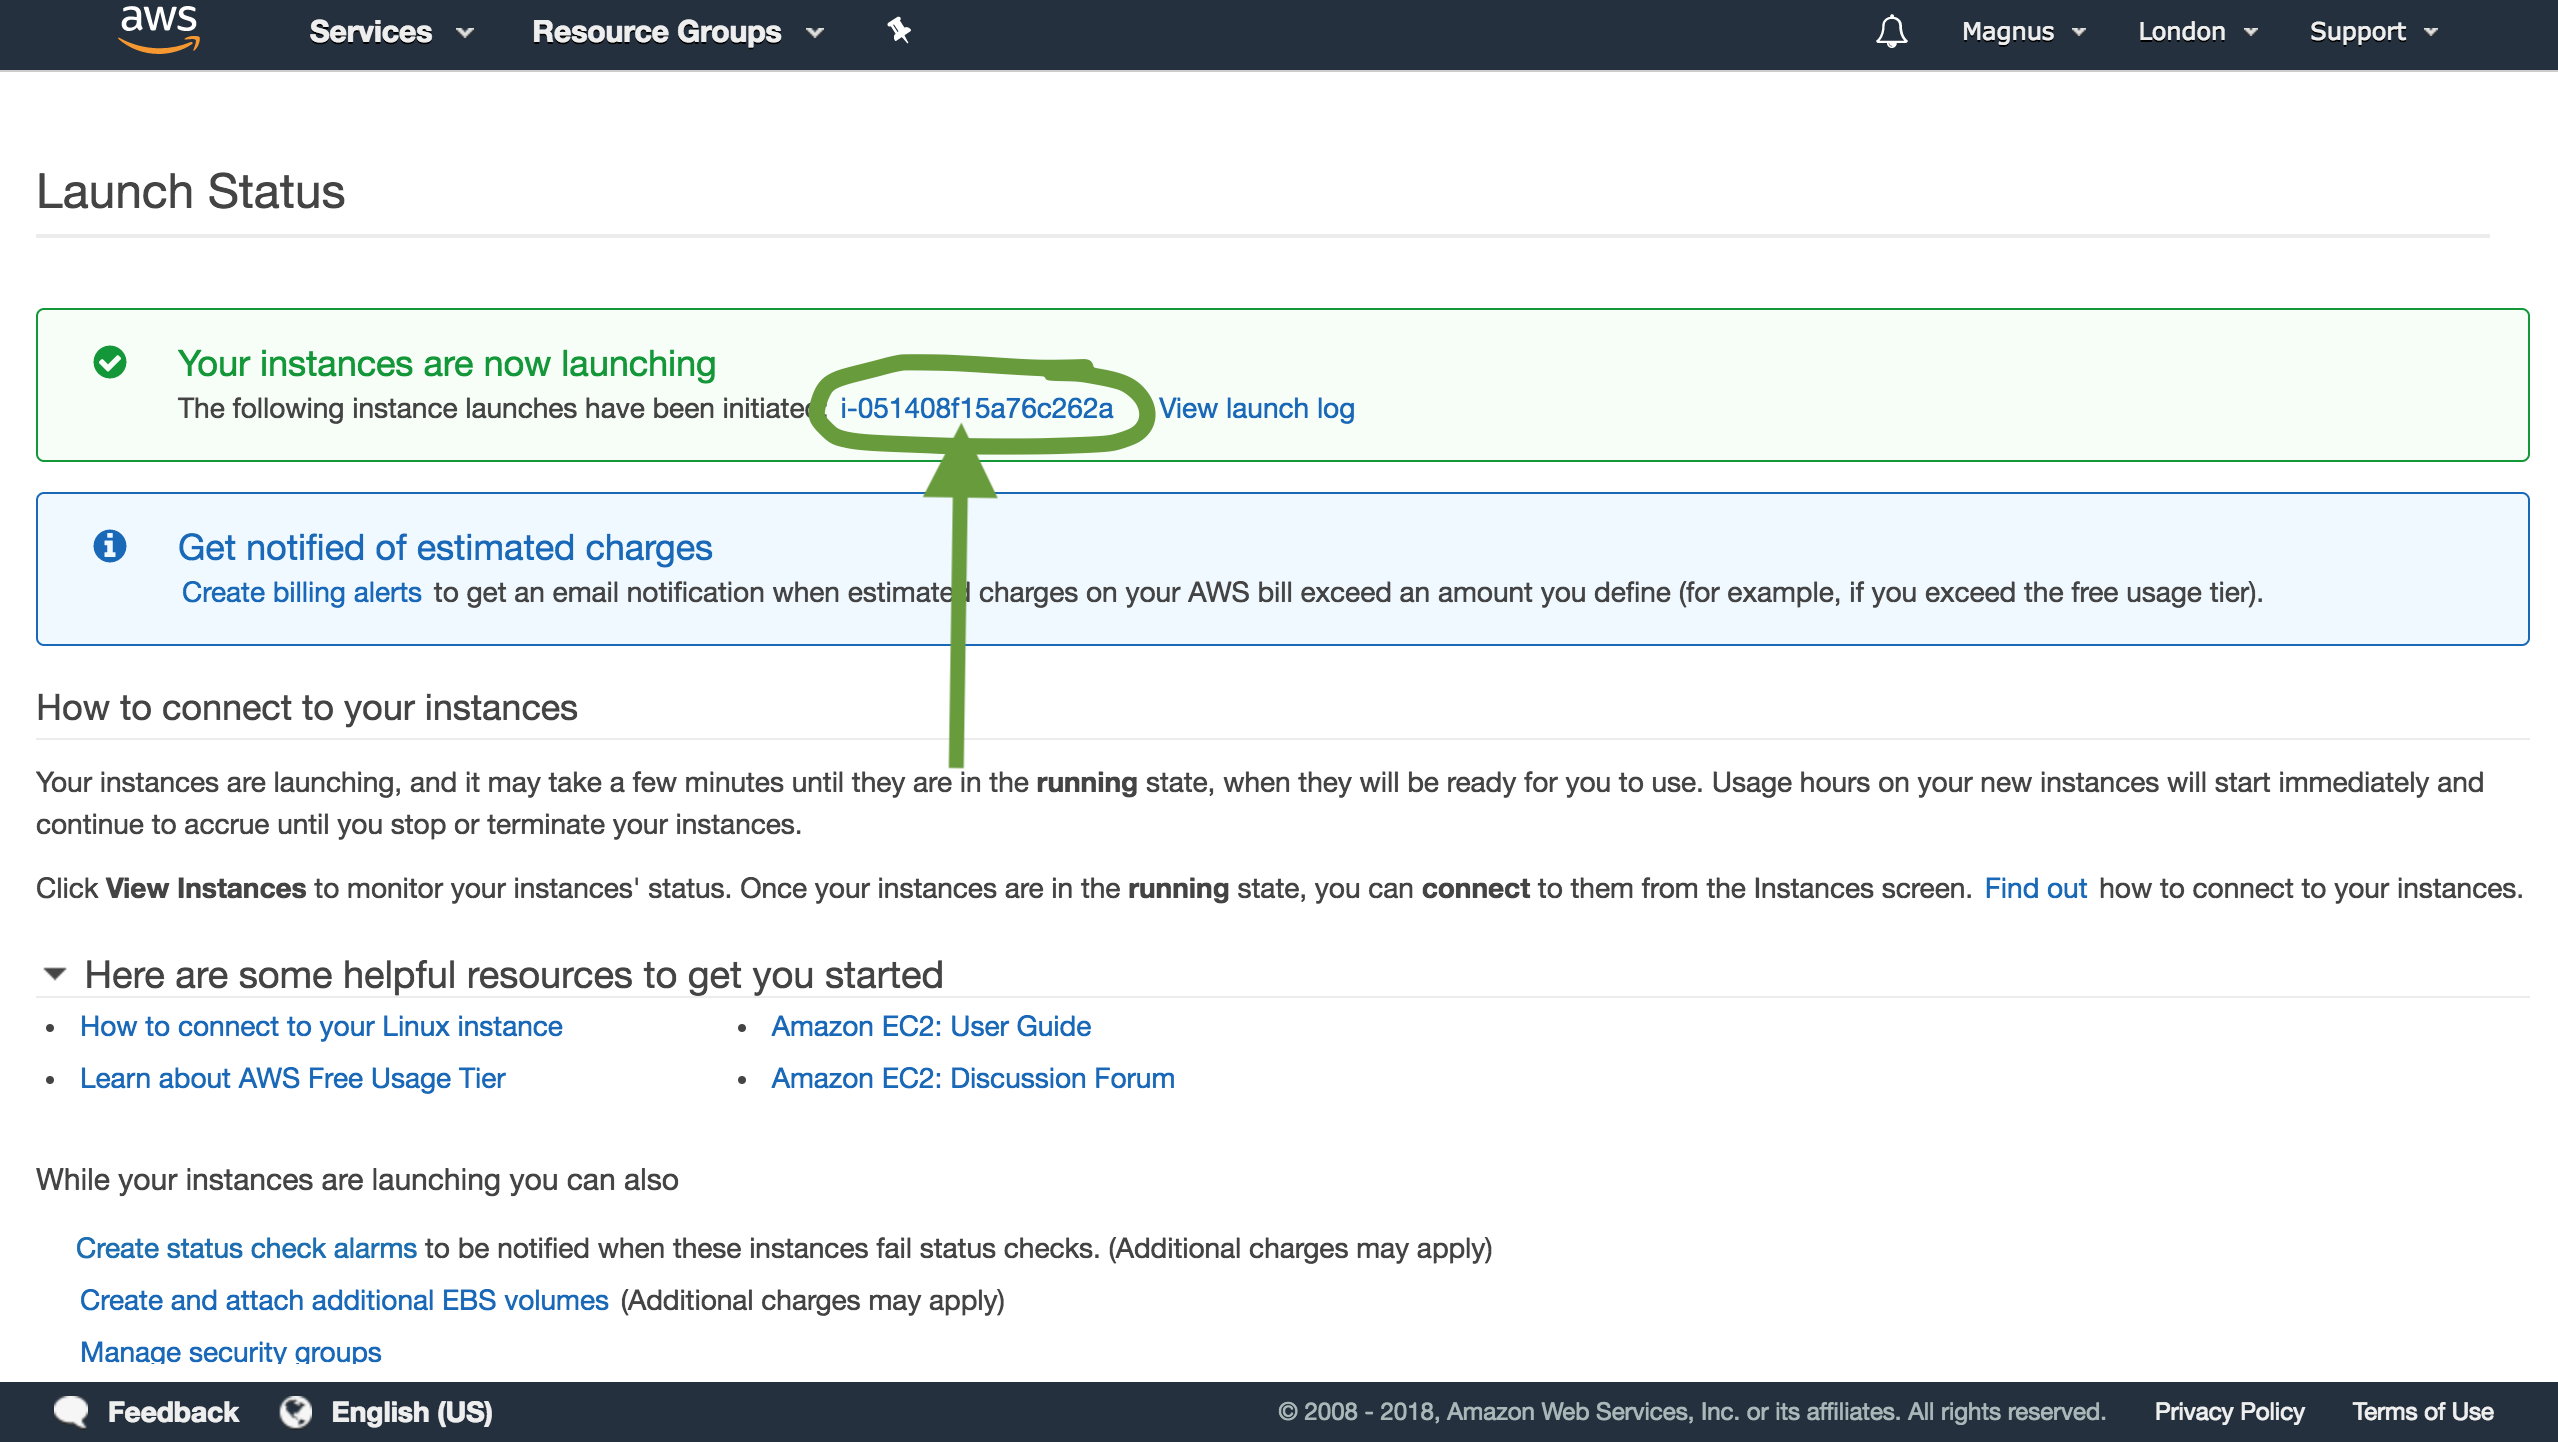 aws Services Resource Groups Magnus London Support
Launch Status
Your instances are now launching
The following instance launches have been initiated: i-051408f15a76c262a View launch log
Get notified of estimated charges
Create billing alerts to get an email notification when estimated charges on your AWS bill exceed an amount you define (for example, if you exceed the free usage tier).
How to connect to your instances
Your instances are launching, and it may take a few minutes until they are in the running state, when they will be ready for you to use. Usage hours on your new instances will start immediately and
continue to accrue until you stop or terminate your instances.
Click View Instances to monitor your instances' status. Once your instances are in the running state, you can connect to them from the Instances screen. Find out how to connect to your instances.
Here are some helpful resources to get you started
• How to connect to your Linux instance
• Amazon EC2: User Guide
• Learn about AWS Free Usage Tier
• Amazon EC2: Discussion Forum
While your instances are launching you can also
Create status check alarms to be notified when these instances fail status checks. (Additional charges may apply)
Create and attach additional EBS volumes (Additional charges may apply)
Manage security groups
Feedback English (US) © 2008 - 2018, Amazon Web Services, Inc. or its affiliates. All rights reserved. Privacy Policy Terms of Use